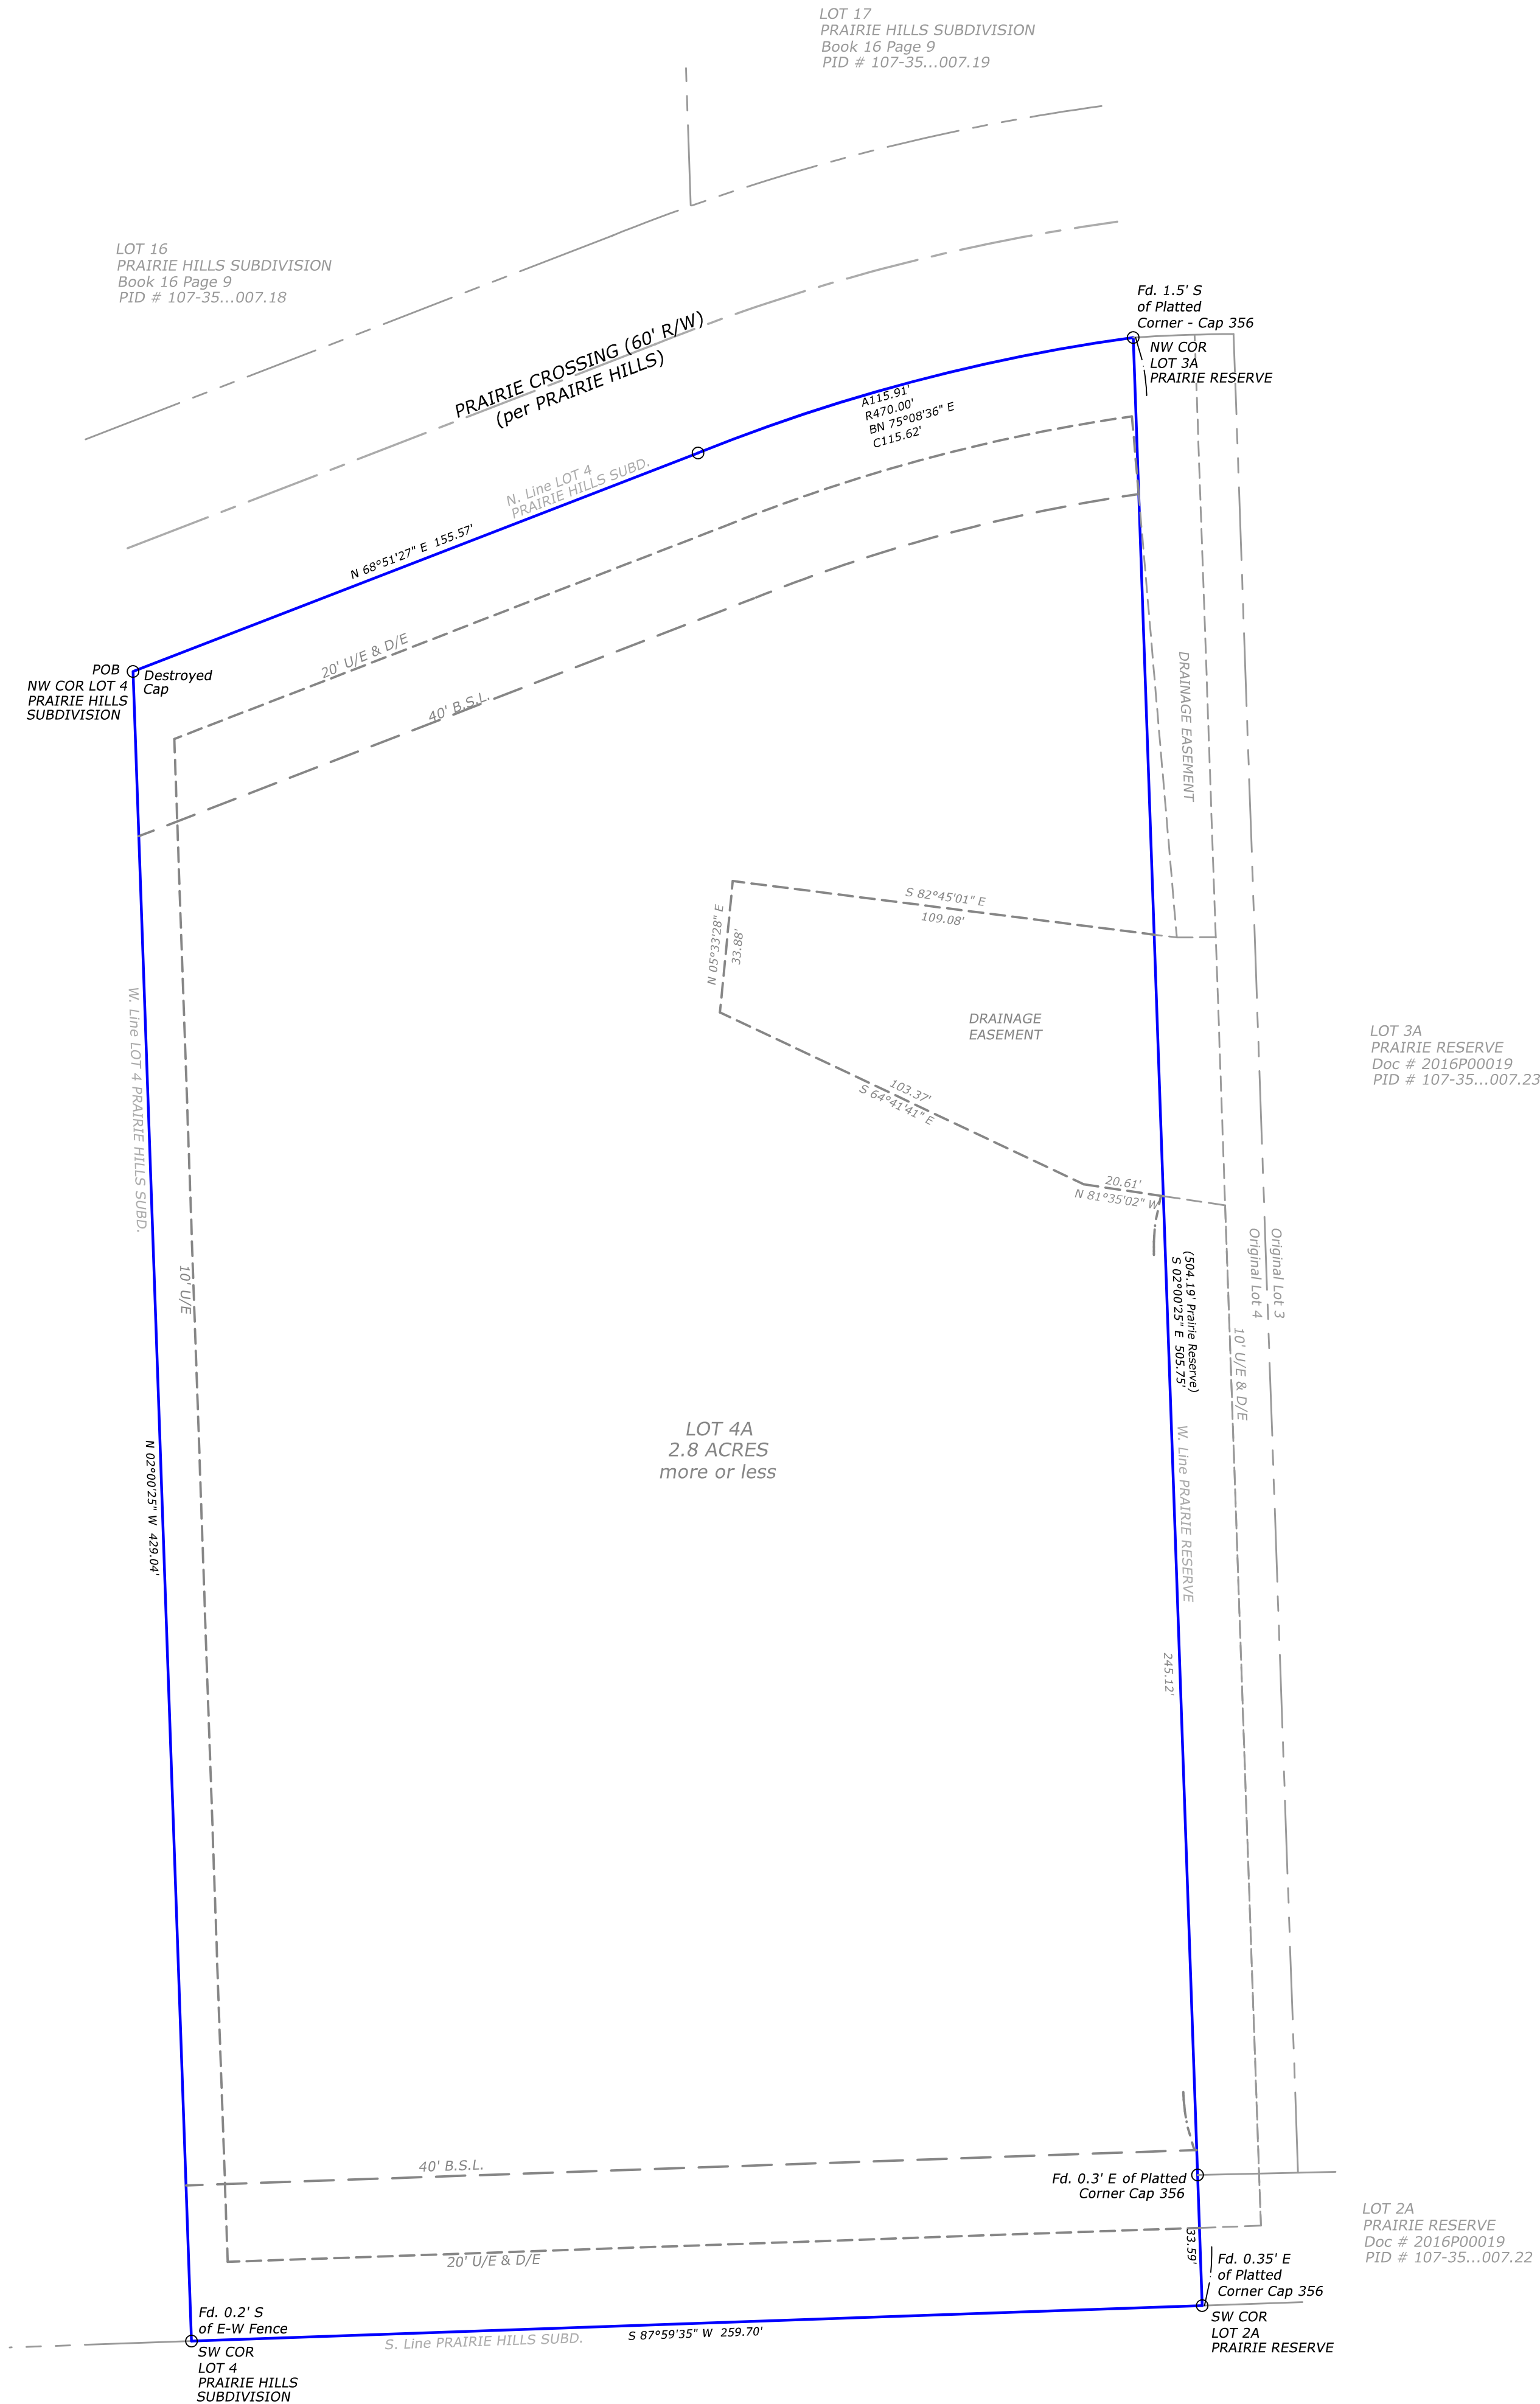 LOT 17
PRAIRIE HILLS SUBDIVISION
Book 16 Page 9
PID # 107-35...007.19
LOT 16
PRAIRIE HILLS SUBDIVISION
Book 16 Page 9
PID # 107-35...007.18
Fd. 1.5' S
of Platted
Corner - Cap 356
NW COR
LOT 3A
PRAIRIE RESERVE
PRAIRIE CROSSING (60' R/W)
(per PRAIRIE HILLS)
A115.91'
R470.00'
BN 75°08'36" E
C115.62'
N. Line LOT 4
PRAIRIE HILLS SUBD.
N 68°51'27" E  155.57'
POB
NW COR LOT 4
PRAIRIE HILLS
SUBDIVISION
Destroyed
Cap
20' U/E & D/E
40' B.S.L.
DRAINAGE EASEMENT
S 82°45'01" E
109.08'
N 05°33'28" E
33.88'
DRAINAGE
EASEMENT
W. Line LOT 4 PRAIRIE HILLS SUBD.
LOT 3A
PRAIRIE RESERVE
Doc # 2016P00019
PID # 107-35...007.23
103.37'
S 64°41'41" E
20.61'
N 81°35'02" W
10' U/E
(504.19' Prairie Reserve)
S 02°00'25" E  505.75'
Original Lot 3
Original Lot 4
10' U/E & D/E
LOT 4A
2.8 ACRES
more or less
W. Line PRAIRIE RESERVE
N 02°00'25" W  429.04'
245.12'
40' B.S.L.
Fd. 0.3' E of Platted
Corner Cap 356
LOT 2A
PRAIRIE RESERVE
Doc # 2016P00019
PID # 107-35...007.22
20' U/E & D/E
33.59'
Fd. 0.35' E
of Platted
Corner Cap 356
Fd. 0.2' S
of E-W Fence
S. Line PRAIRIE HILLS SUBD.
S 87°59'35" W  259.70'
SW COR
LOT 2A
PRAIRIE RESERVE
SW COR
LOT 4
PRAIRIE HILLS
SUBDIVISION